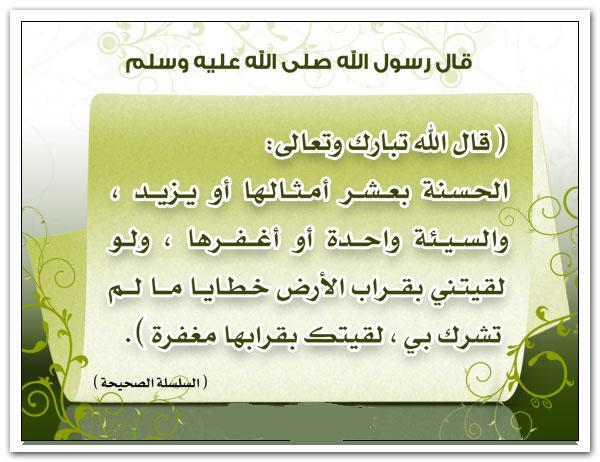 قال رسول الله صلى الله عليه وسلم
( قال الله تبارك وتعالى:
الحسنة بعشر أمثالها أو يزيد ،
والسيئة واحدة أو أغفرها ، ولو
لقيتني بقراب الأرض خطايا ما لم
تشرك بي ، لقيتك بقرابها مغفرة ).
( السلسلة الصحيحة )